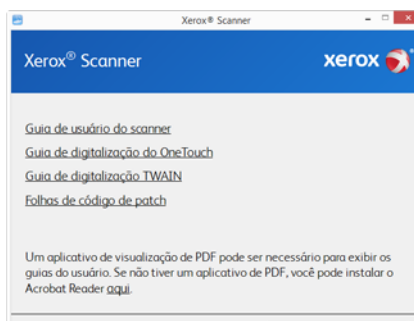 Xerox® Scanner
Xerox® Scanner
xerox
Guia de usuário do scanner
Guia de digitalização do OneTouch
Guia de digitalização TWAIN
Folhas de código de patch
Um aplicativo de visualização de PDF pode ser necessário para exibir os
guias do usuário. Se não tiver um aplicativo de PDF, você pode instalar o
Acrobat Reader aqui.